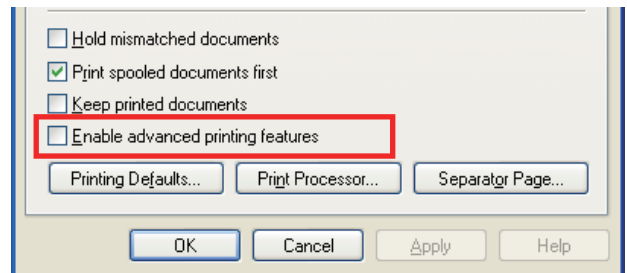 Hold mismatched documents
Print spooled documents first
Keep printed documents
Enable advanced printing features
Printing Defaults... Print Processor... Separator Page...
OK Cancel Apply Help